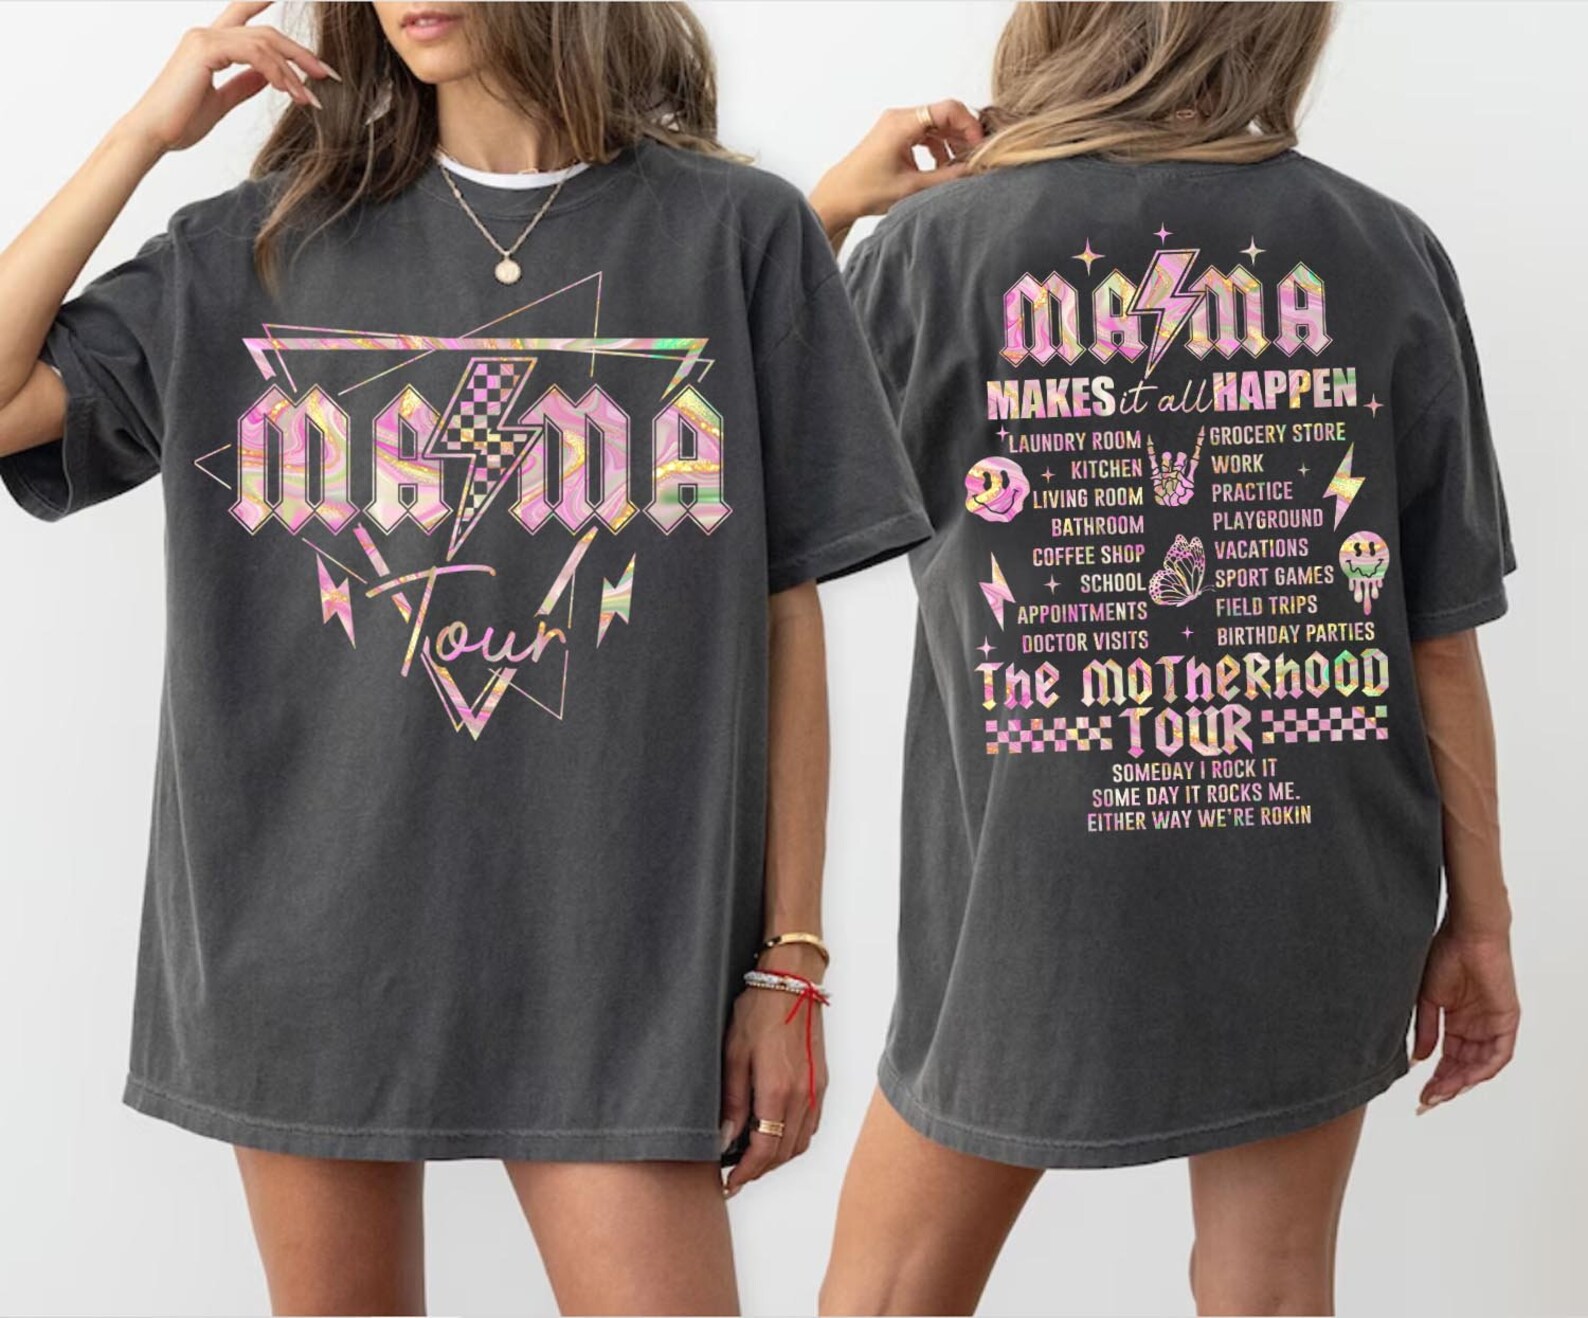 MAMA
Tour
MAMA
MAKES it all HAPPEN
LAUNDRY ROOM
KITCHEN
LIVING ROOM
BATHROOM
COFFEE SHOP
SCHOOL
APPOINTMENTS
DOCTOR VISITS
GROCERY STORE
WORK
PRACTICE
PLAYGROUND
VACATIONS
SPORT GAMES
FIELD TRIPS
BIRTHDAY PARTIES
The MOTheRhOOD
TOUR
SOMEDAY I ROCK IT
SOME DAY IT ROCKS ME.
EITHER WAY WE'RE ROKIN